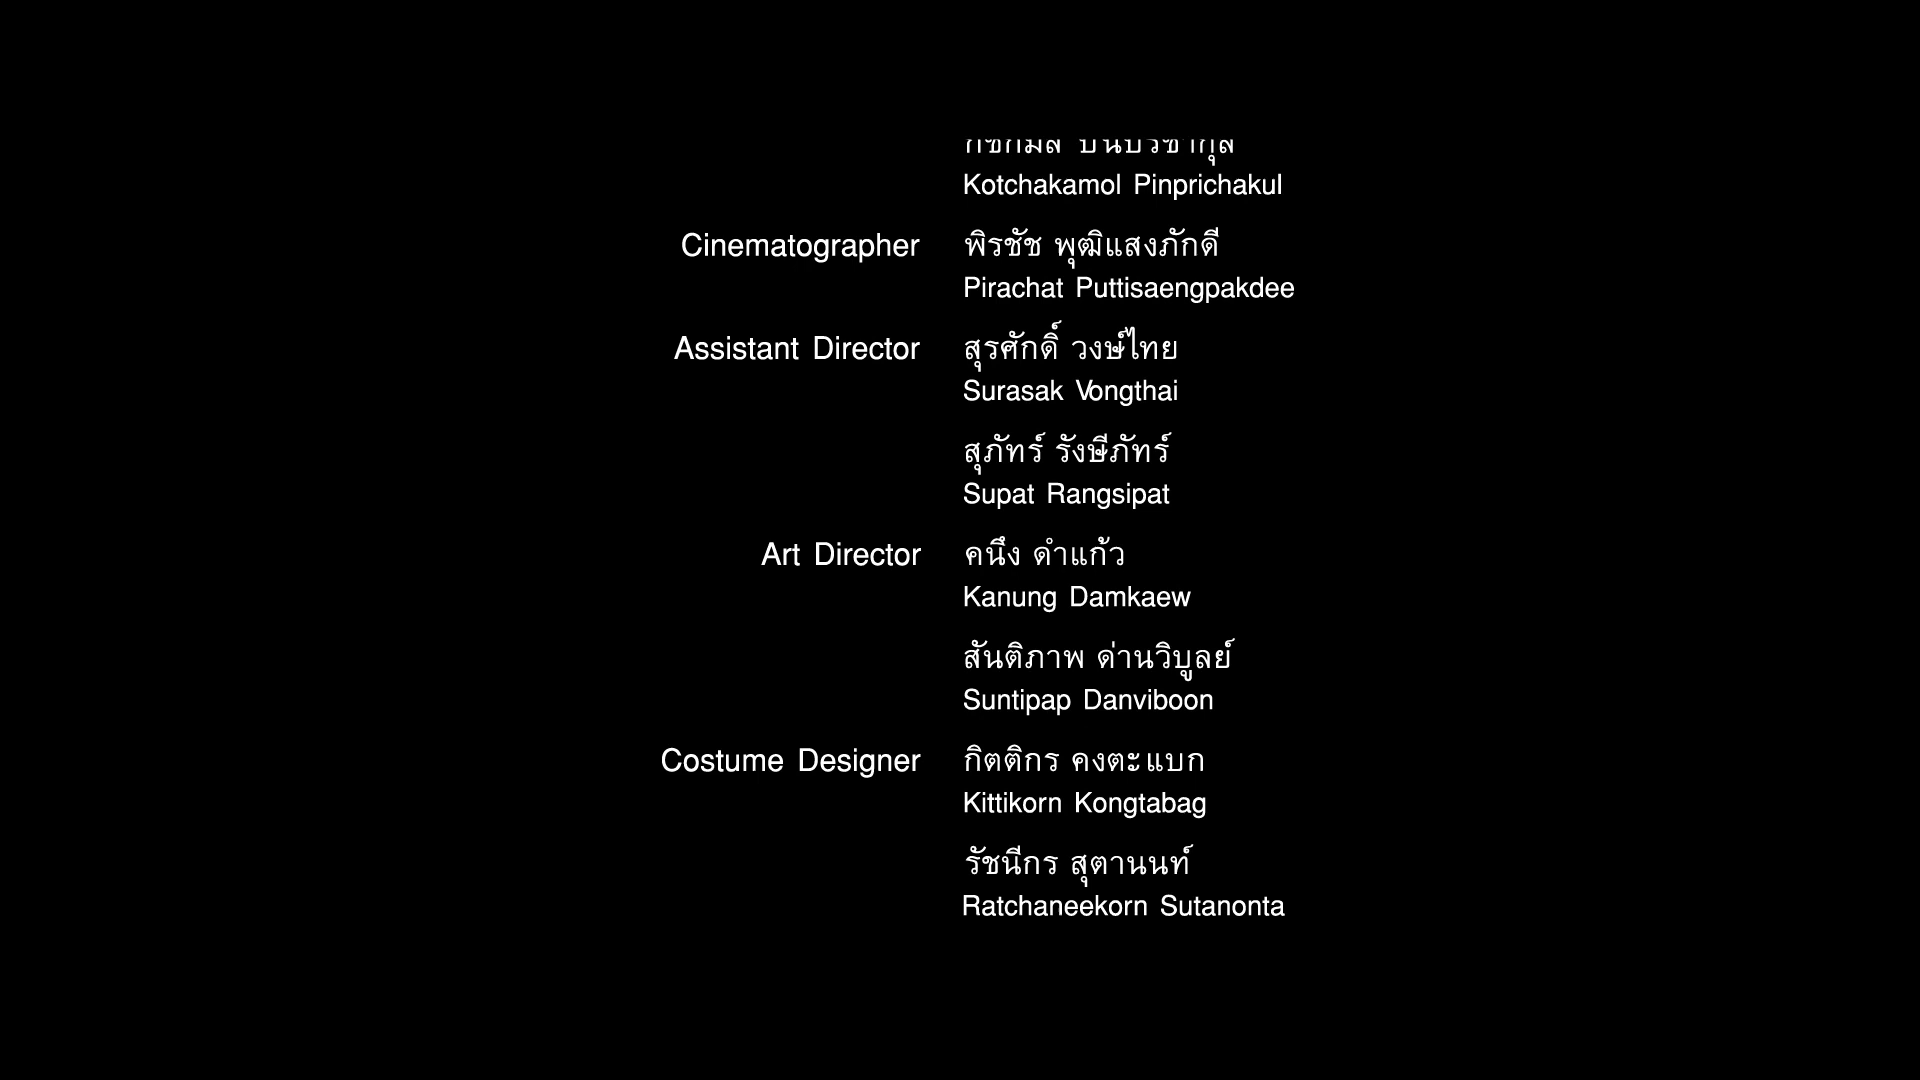 Kotchakamol Pinprichakul
Cinematographer พิรชัช พุฒิแสงภักดี
Pirachat Puttisaengpakdee
Assistant Director สุรศักดิ์ วงษ์ไทย
Surasak Vongthai
สุภัทร์ รังษีภัทร์
Supat Rangsipat
Art Director คนึง ดำแก้ว
Kanung Damkaew
สันติภาพ ด่านวิบูลย์
Suntipap Danviboon
Costume Designer กิตติกร คงตะแบก
Kittikorn Kongtabag
รัชนีกร สุตานนท์
Ratchaneekorn Sutanonta